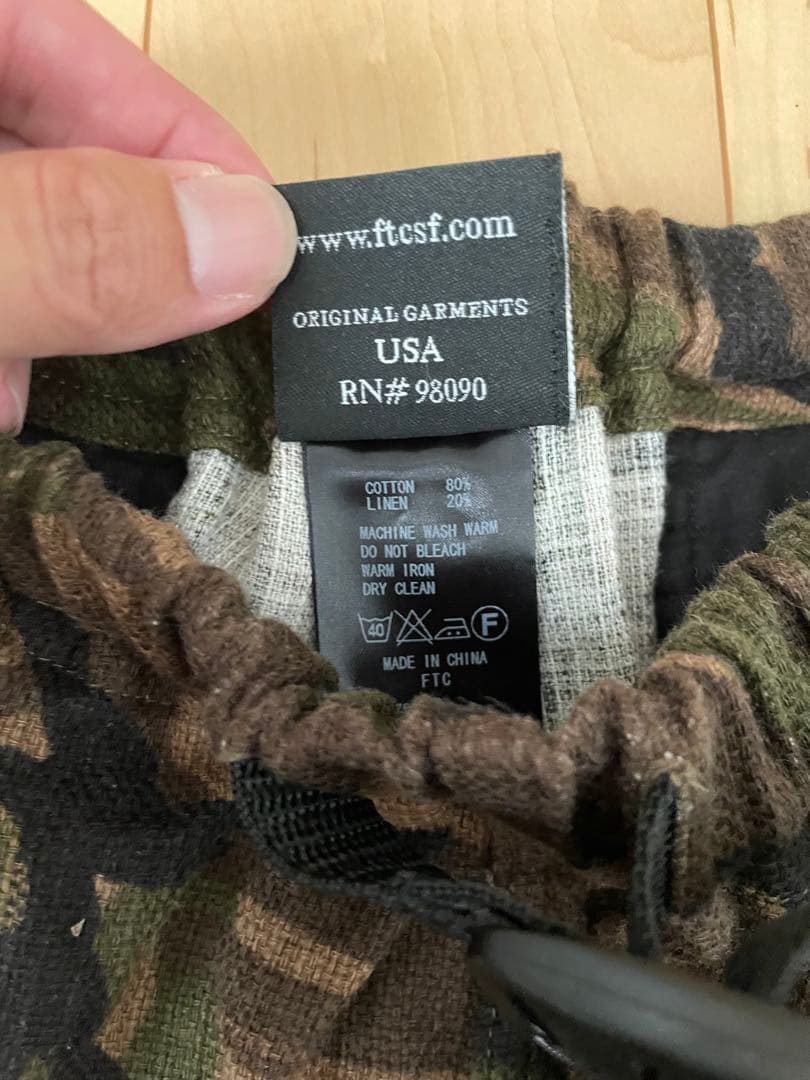 www.ftcsf.com
ORIGINAL GARMENTS
USA
RN# 98090
COTTON 80%
LINEN 20%
MACHINE WASH WARM
DO NOT BLEACH
WARM IRON
DRY CLEAN
40 F
MADE IN CHINA
FTC